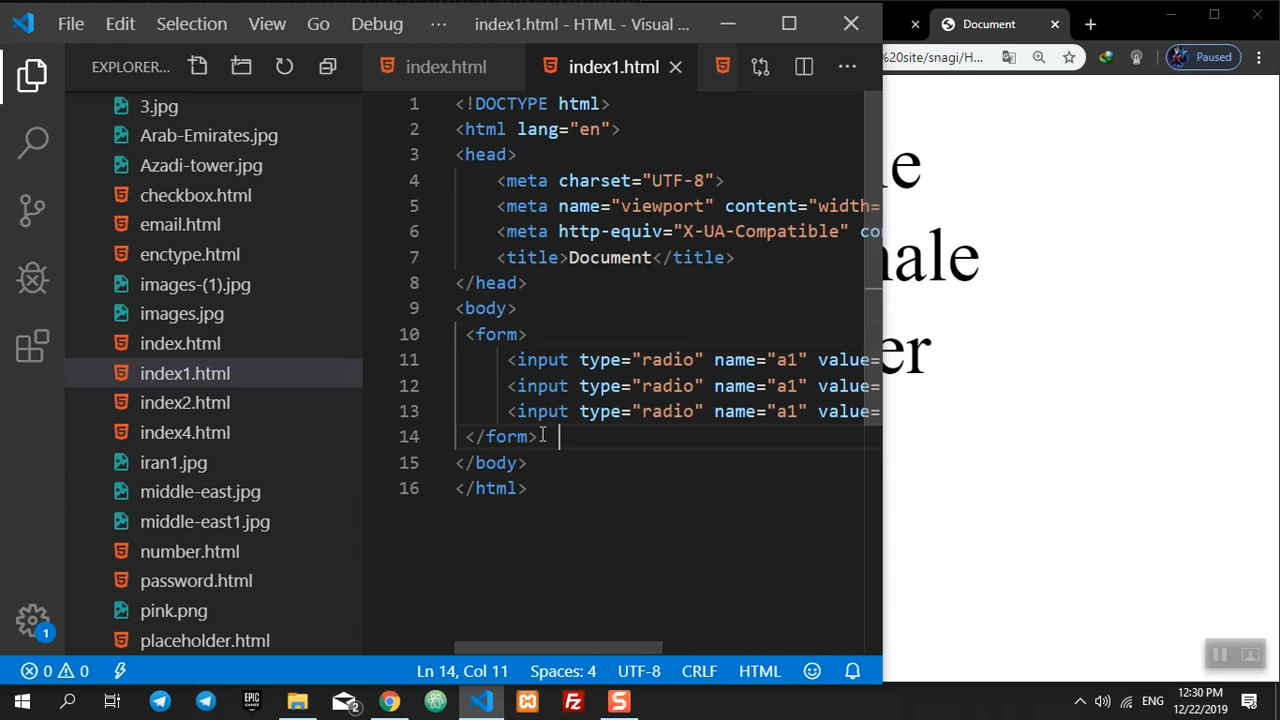 File Edit Selection View Go Debug ··· index1.html - HTML - Visual ...
Document
EXPLORER...
index.html
index1.html
%20site/snagi/H...
Paused
3.jpg
Arab-Emirates.jpg
Azadi-tower.jpg
checkbox.html
email.html
enctype.html
images-(1).jpg
images.jpg
index.html
index1.html
index2.html
index4.html
iran1.jpg
middle-east.jpg
middle-east1.jpg
number.html
password.html
pink.png
placeholder.html
1
1 <!DOCTYPE html>
2 <html lang="en">
3 <head>
4 <meta charset="UTF-8">
5 <meta name="viewport" content="width=
6 <meta http-equiv="X-UA-Compatible" co
7 <title>Document</title>
8 </head>
9 <body>
10 <form>
11 <input type="radio" name="a1" value=
12 <input type="radio" name="a1" value=
13 <input type="radio" name="a1" value=
14 </form>
15 </body>
16 </html>
le
nale
er
0 0 Ln 14, Col 11 Spaces: 4 UTF-8 CRLF HTML
EPIC GAMES
2
ENG
12:30 PM
12/22/2019